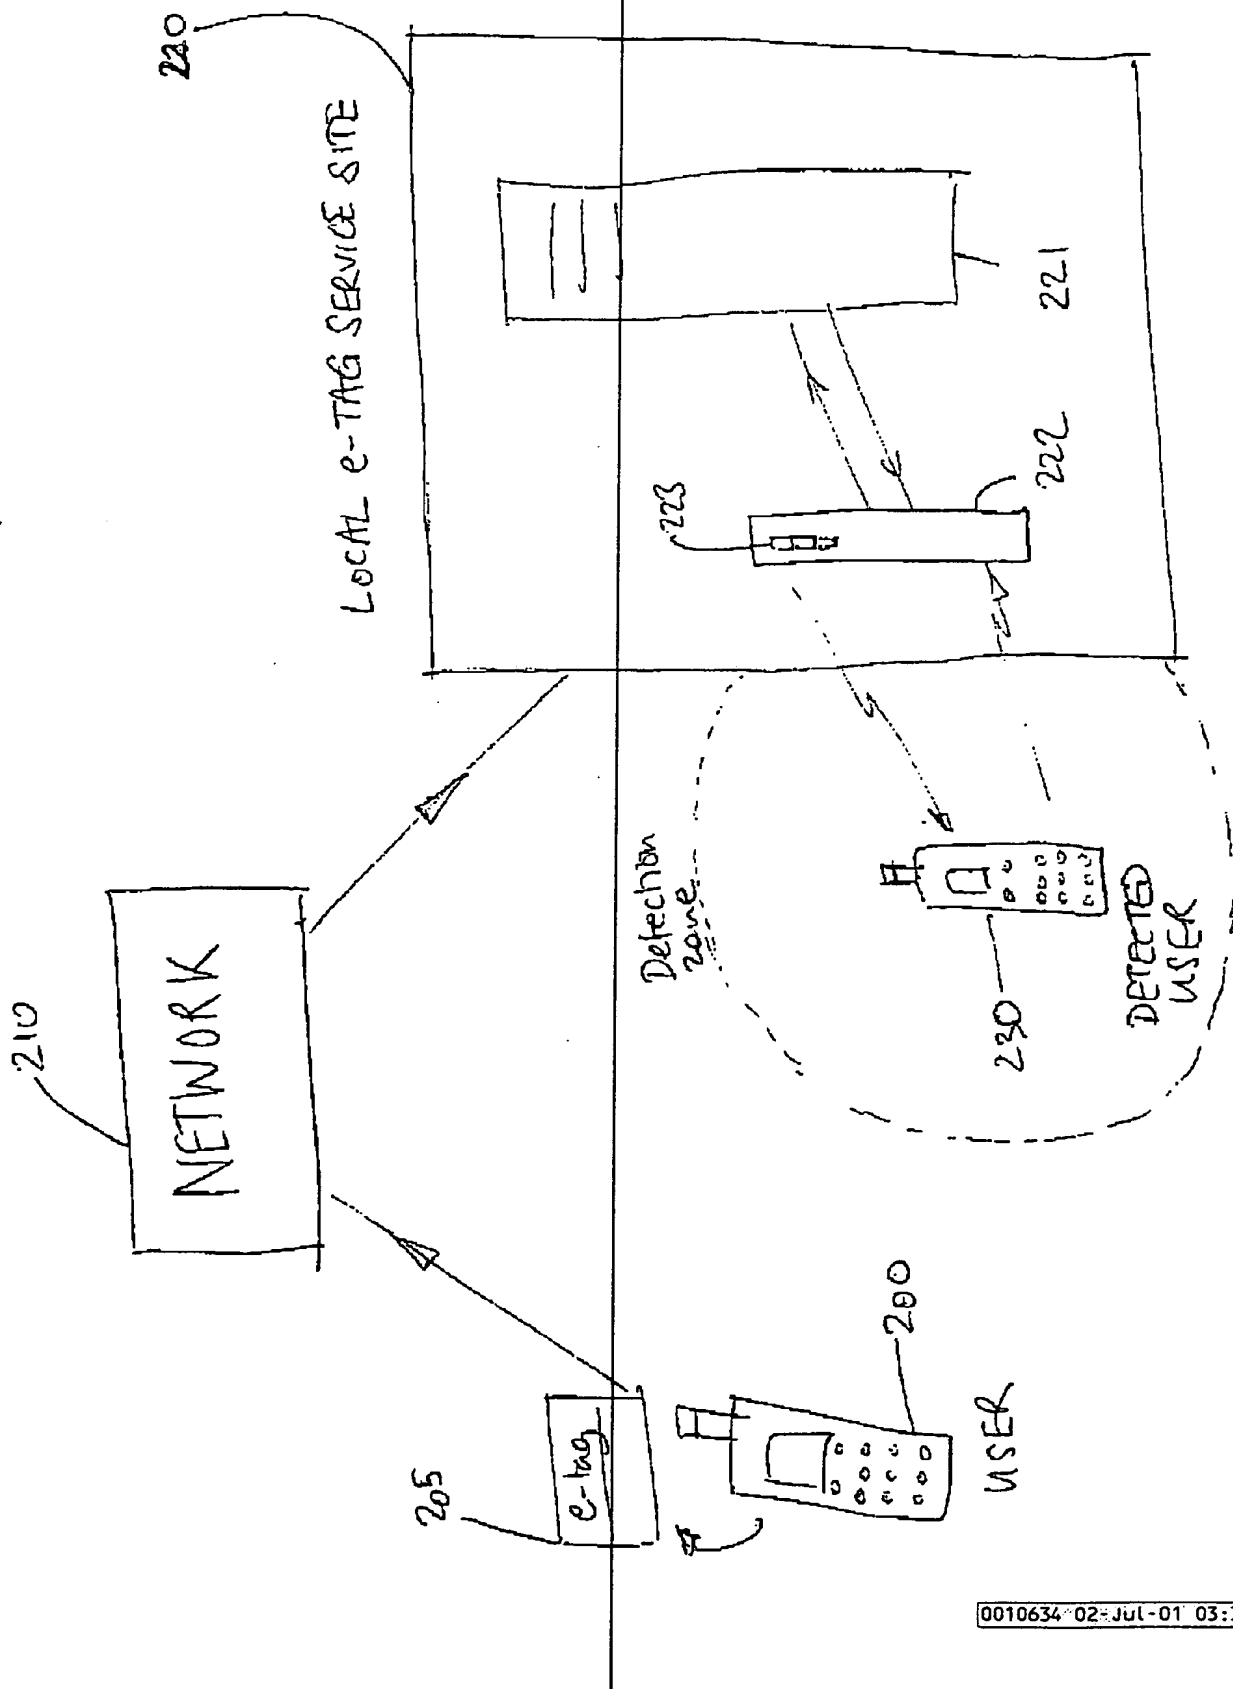 220
LOCAL e-TAG SERVICE SITE
221
222
223
210
NETWORK
Detection
zone
230
DETECTED
USER
205
e-tag
200
USER
0010634 02-Jul-01 03: